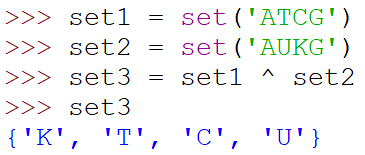 >>> set1 = set('ATCG')
>>> set2 = set('AUKG')
>>> set3 = set1 ^ set2
>>> set3
{'K', 'T', 'C', 'U'}